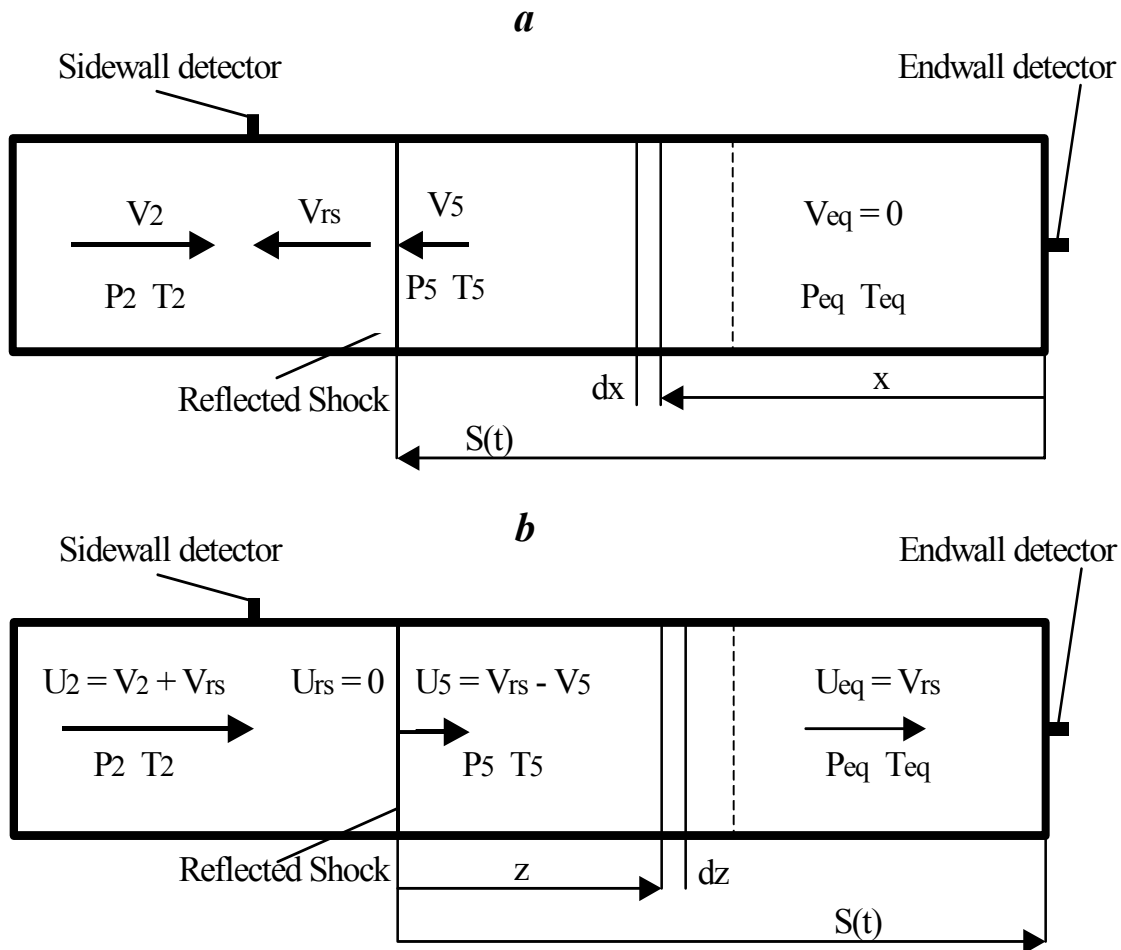 a
Sidewall detector
Endwall detector
V2
Vrs
V5
Veq = 0
P2 T2
P5 T5
Peq Teq
Reflected Shock
dx
x
S(t)
b
Sidewall detector
Endwall detector
U2 = V2 + Vrs
Urs = 0
U5 = Vrs - V5
Ueq = Vrs
P2 T2
P5 T5
Peq Teq
Reflected Shock
z
dz
S(t)